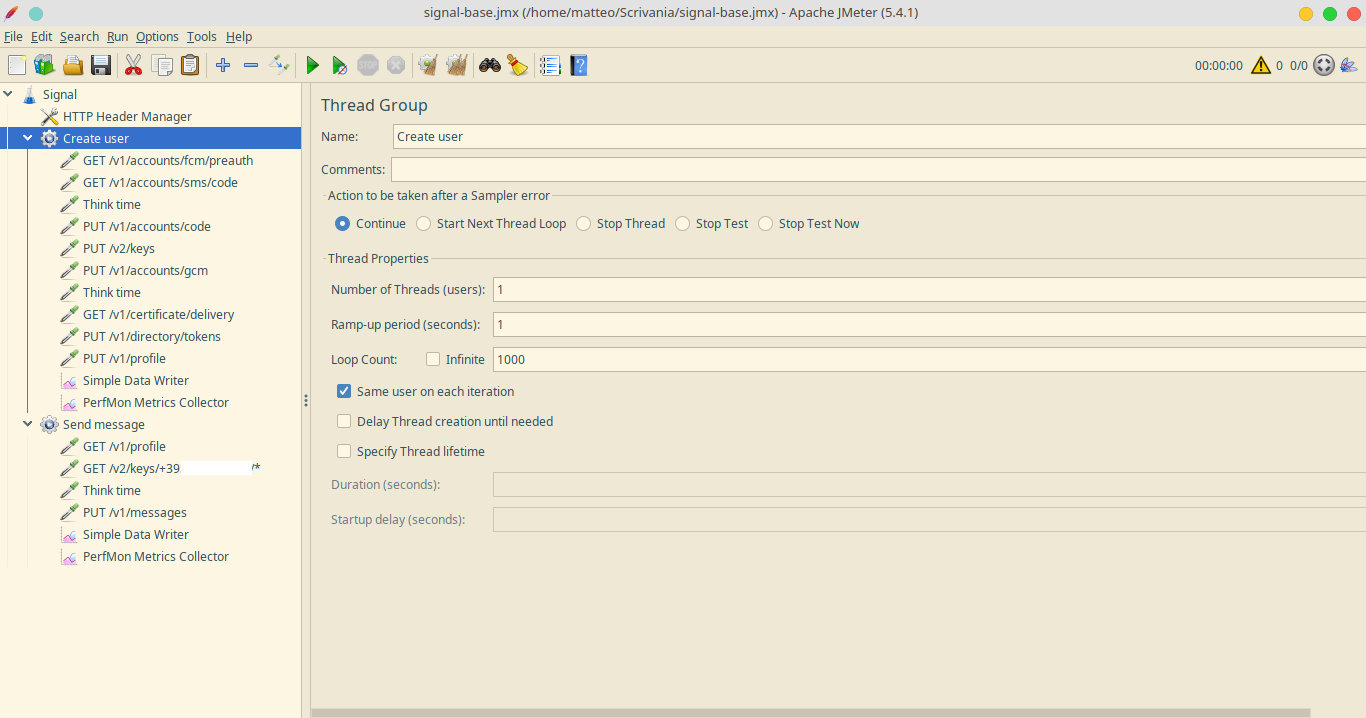 signal-base.jmx (/home/matteo/Scrivania/signal-base.jmx) - Apache JMeter (5.4.1)
File Edit Search Run Options Tools Help
STOP 00:00:00 0 0/0 ?
Signal
HTTP Header Manager
Create user
GET /v1/accounts/fcm/preauth
GET /v1/accounts/sms/code
Think time
PUT /v1/accounts/code
PUT /v2/keys
PUT /v1/accounts/gcm
Think time
GET /v1/certificate/delivery
PUT /v1/directory/tokens
PUT /v1/profile
Simple Data Writer
PerfMon Metrics Collector
Send message
GET /v1/profile
GET /v2/keys/+39 /*
Think time
PUT /v1/messages
Simple Data Writer
PerfMon Metrics Collector
Thread Group
Name: Create user
Comments:
Action to be taken after a Sampler error
Continue Start Next Thread Loop Stop Thread Stop Test Stop Test Now
Thread Properties
Number of Threads (users): 1
Ramp-up period (seconds): 1
Loop Count: Infinite 1000
Same user on each iteration
Delay Thread creation until needed
Specify Thread lifetime
Duration (seconds):
Startup delay (seconds):